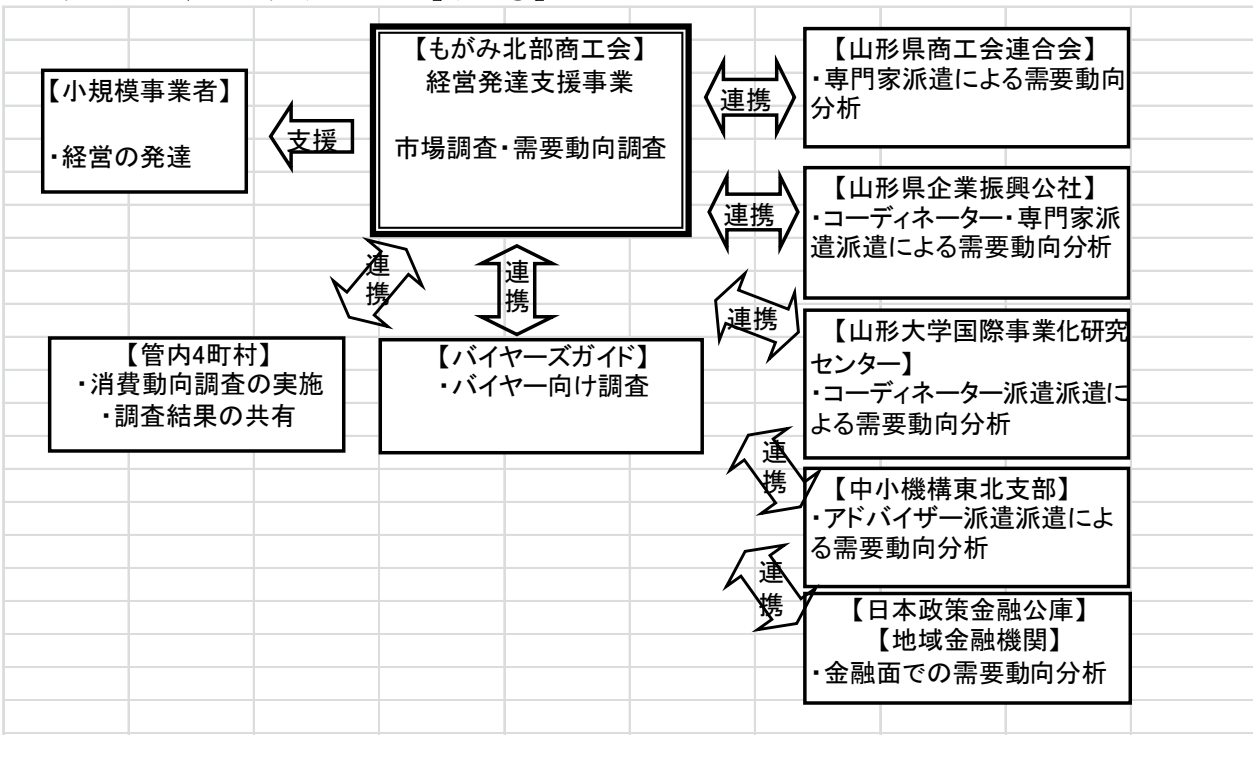 【もがみ北部商工会】
経営発達支援事業
市場調査・需要動向調査
【小規模事業者】
・経営の発達
支援
連携
【山形県商工会連合会】
・専門家派遣による需要動向
分析
連携
【山形県企業振興公社】
・コーディネーター・専門家派
遣派遣による需要動向分析
連携
【山形大学国際事業化研究
センター】
・コーディネーター派遣派遣に
よる需要動向分析
連
携
【中小機構東北支部】
・アドバイザー派遣派遣によ
る需要動向分析
連
携
【日本政策金融公庫】
【地域金融機関】
・金融面での需要動向分析
連
携
【管内4町村】
・消費動向調査の実施
・調査結果の共有
連
携
【バイヤーズガイド】
・バイヤー向け調査